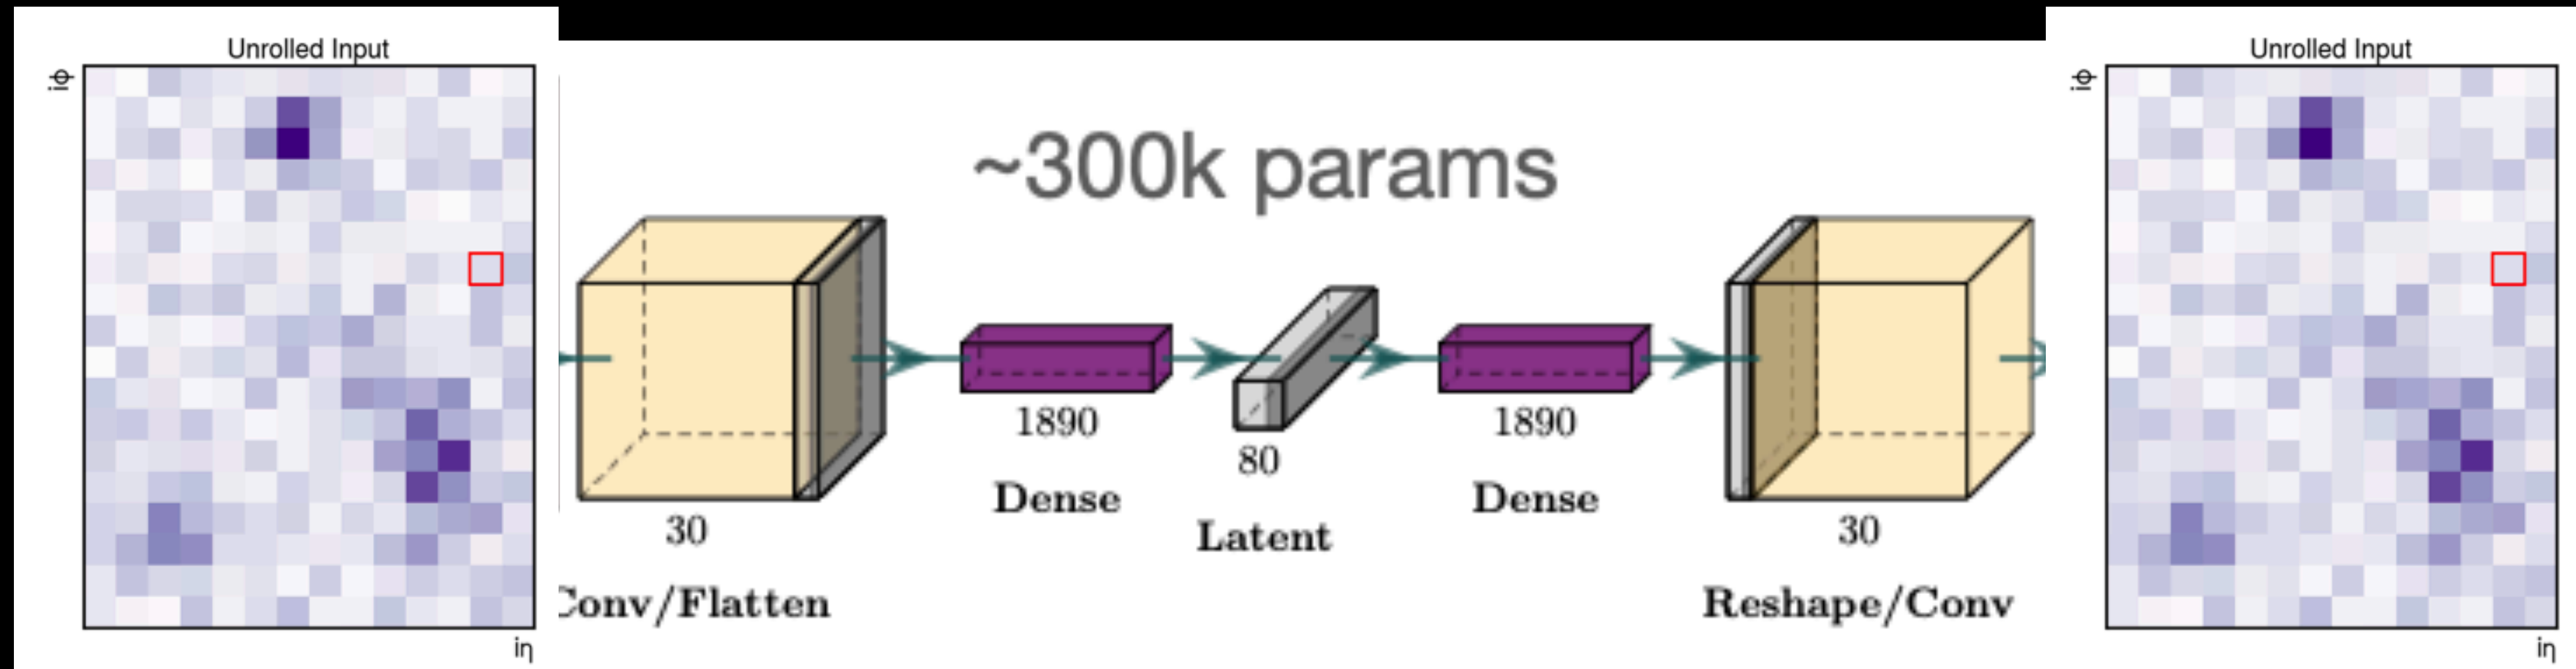 Unrolled Input
iφ
iη
~300k params
30
Conv/Flatten
1890
Dense
80
Latent
1890
Dense
30
Reshape/Conv
Unrolled Input
iφ
iη